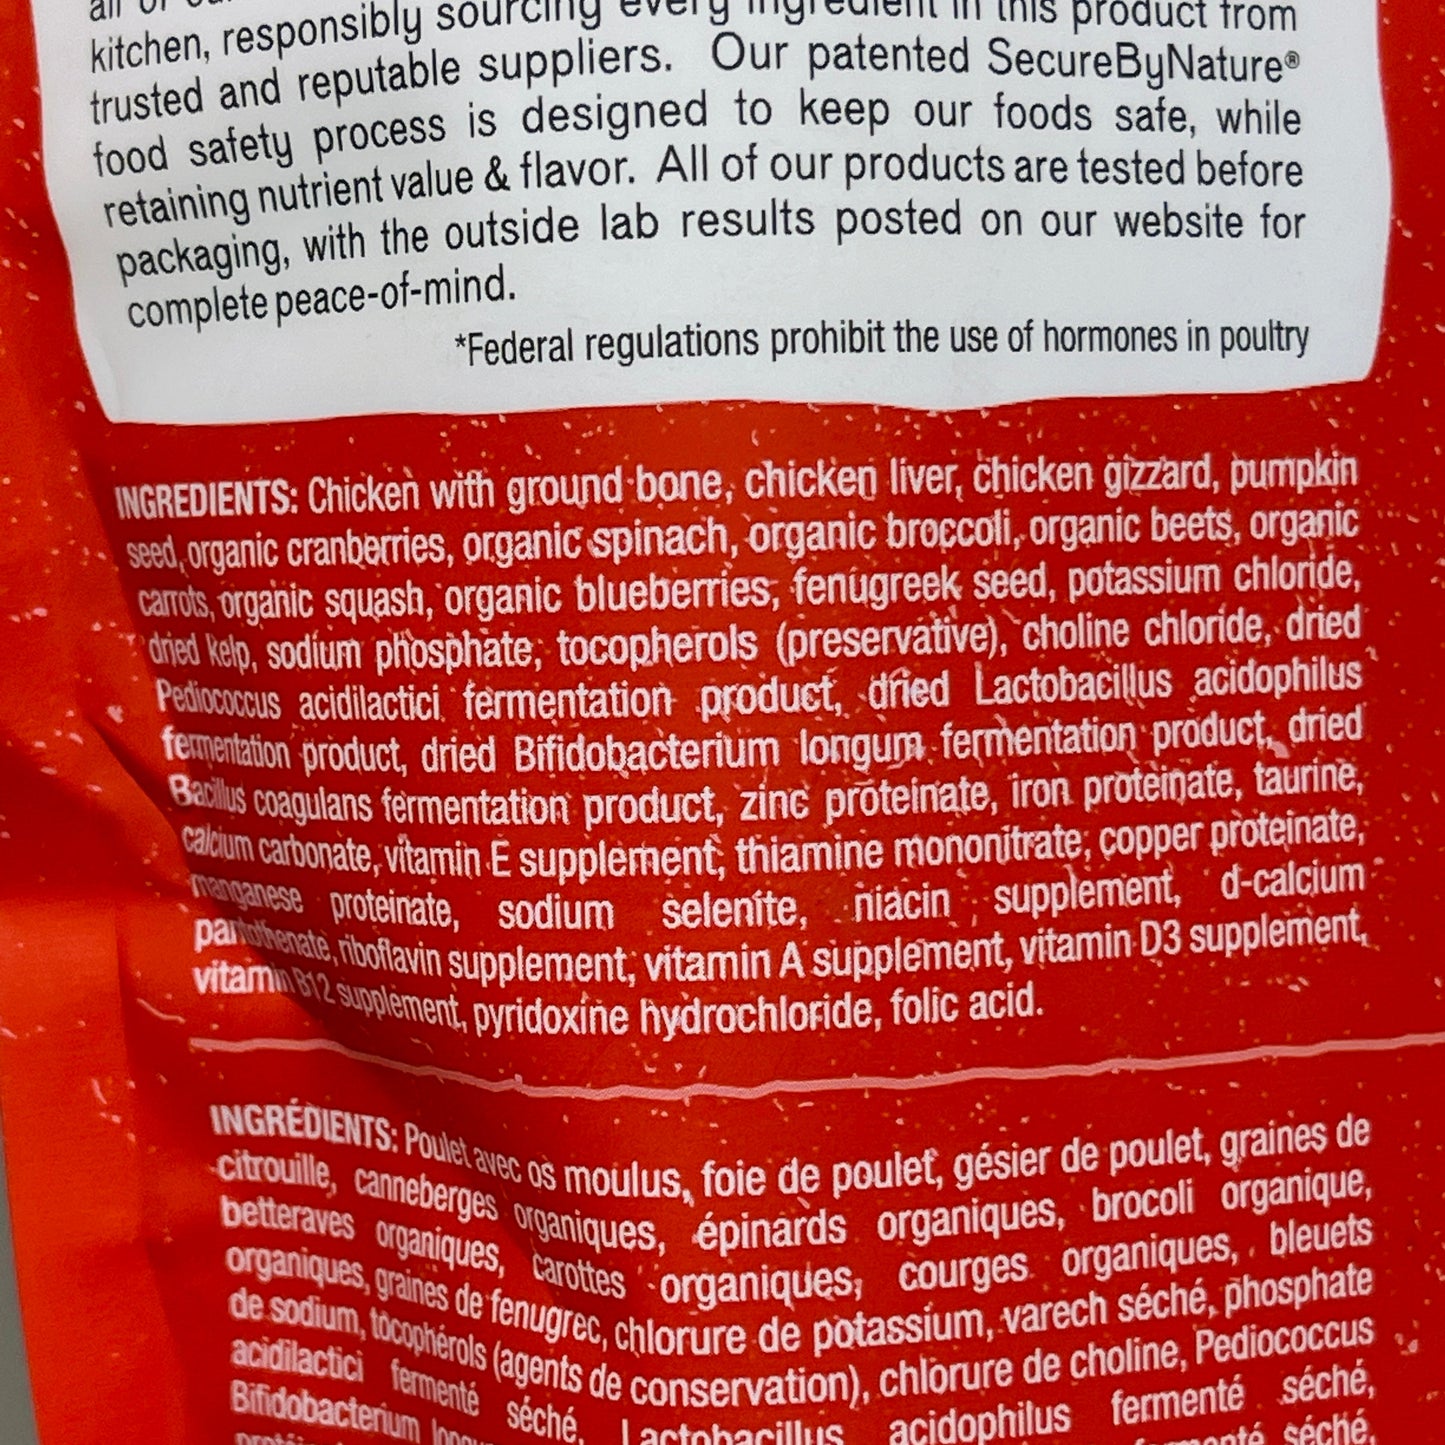 all of our
kitchen, responsibly sourcing every ingredient in this product from
trusted and reputable suppliers. Our patented SecureByNature®
food safety process is designed to keep our foods safe, while
retaining nutrient value & flavor. All of our products are tested before
packaging, with the outside lab results posted on our website for
complete peace-of-mind.
*Federal regulations prohibit the use of hormones in poultry
INGREDIENTS: Chicken with ground bone, chicken liver, chicken gizzard, pumpkin
seed, organic cranberries, organic spinach, organic broccoli, organic beets, organic
carrots, organic squash, organic blueberries, fenugreek seed, potassium chloride,
dried kelp, sodium phosphate, tocopherols (preservative), choline chloride, dried
Pediococcus acidilactici fermentation product, dried Lactobacillus acidophilus
fermentation product, dried Bifidobacterium longum fermentation product, dried
Bacillus coagulans fermentation product, zinc proteinate, iron proteinate, taurine,
calcium carbonate, vitamin E supplement, thiamine mononitrate, copper proteinate,
manganese proteinate, sodium selenite, niacin supplement, d-calcium
pantothenate, riboflavin supplement, vitamin A supplement, vitamin D3 supplement,
vitamin B12 supplement, pyridoxine hydrochloride, folic acid.
INGRÉDIENTS: Poulet avec os moulus, foie de poulet, gésier de poulet, graines de
citrouille, canneberges organiques, épinards organiques, brocoli organique,
betteraves organiques, carottes organiques, courges organiques, bleuets
organiques, graines de fenugrec, chlorure de potassium, varech séché, phosphate
de sodium, tocophérols (agents de conservation), chlorure de choline, Pediococcus
acidilactici fermenté séché, Lactobacillus acidophilus fermenté séché,
Bifidobacterium séché,